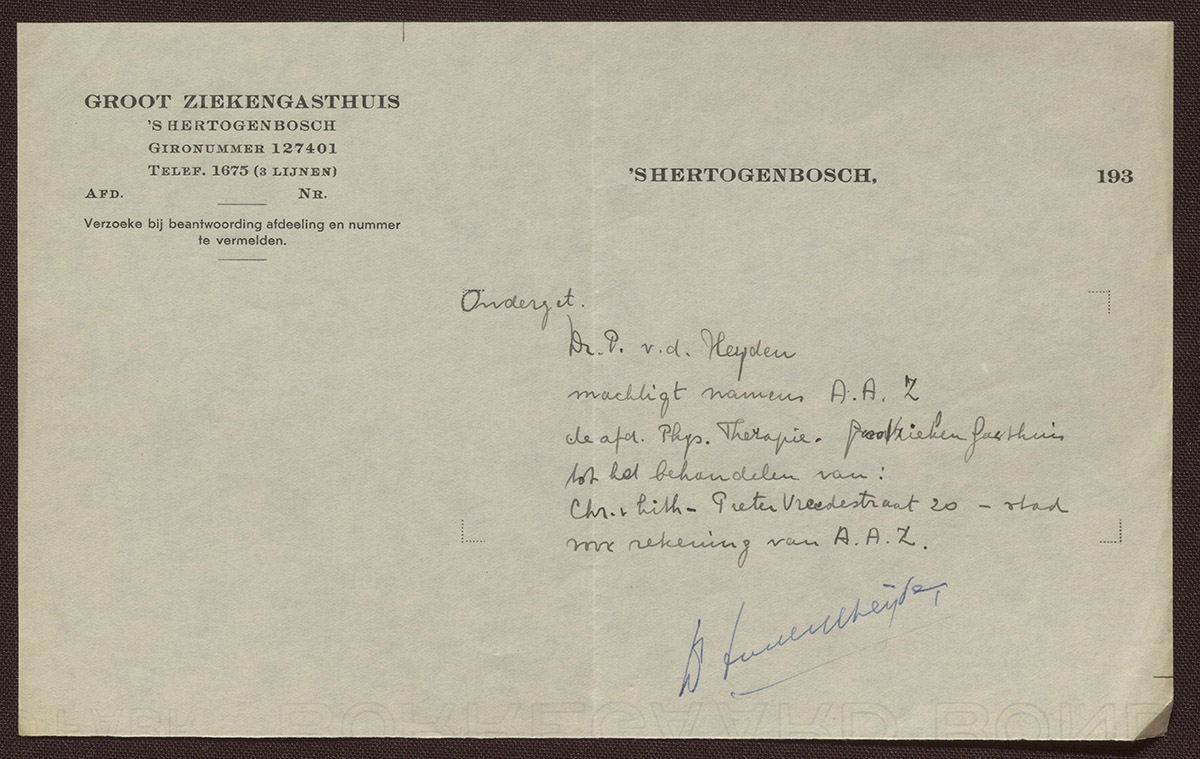 GROOT ZIEKENGASTHUIS
'S HERTOGENBOSCH
GIRONUMMER 127401
TELEF. 1675 (3 LIJNEN)
AFD. NR.
Verzoeke bij beantwoording afdeeling en nummer
te vermelden.
'SHERTOGENBOSCH, 193
Onderget.
Dr. P. v.d. Heyden
machtigt namens A.A.Z
de afd. Phys. Therapie. Groot Zieken Gasthuis
tot het behandelen van:
Chr. v Lith - Pieter Vreedestraat 20 - stad
voor rekening van A.A.Z.